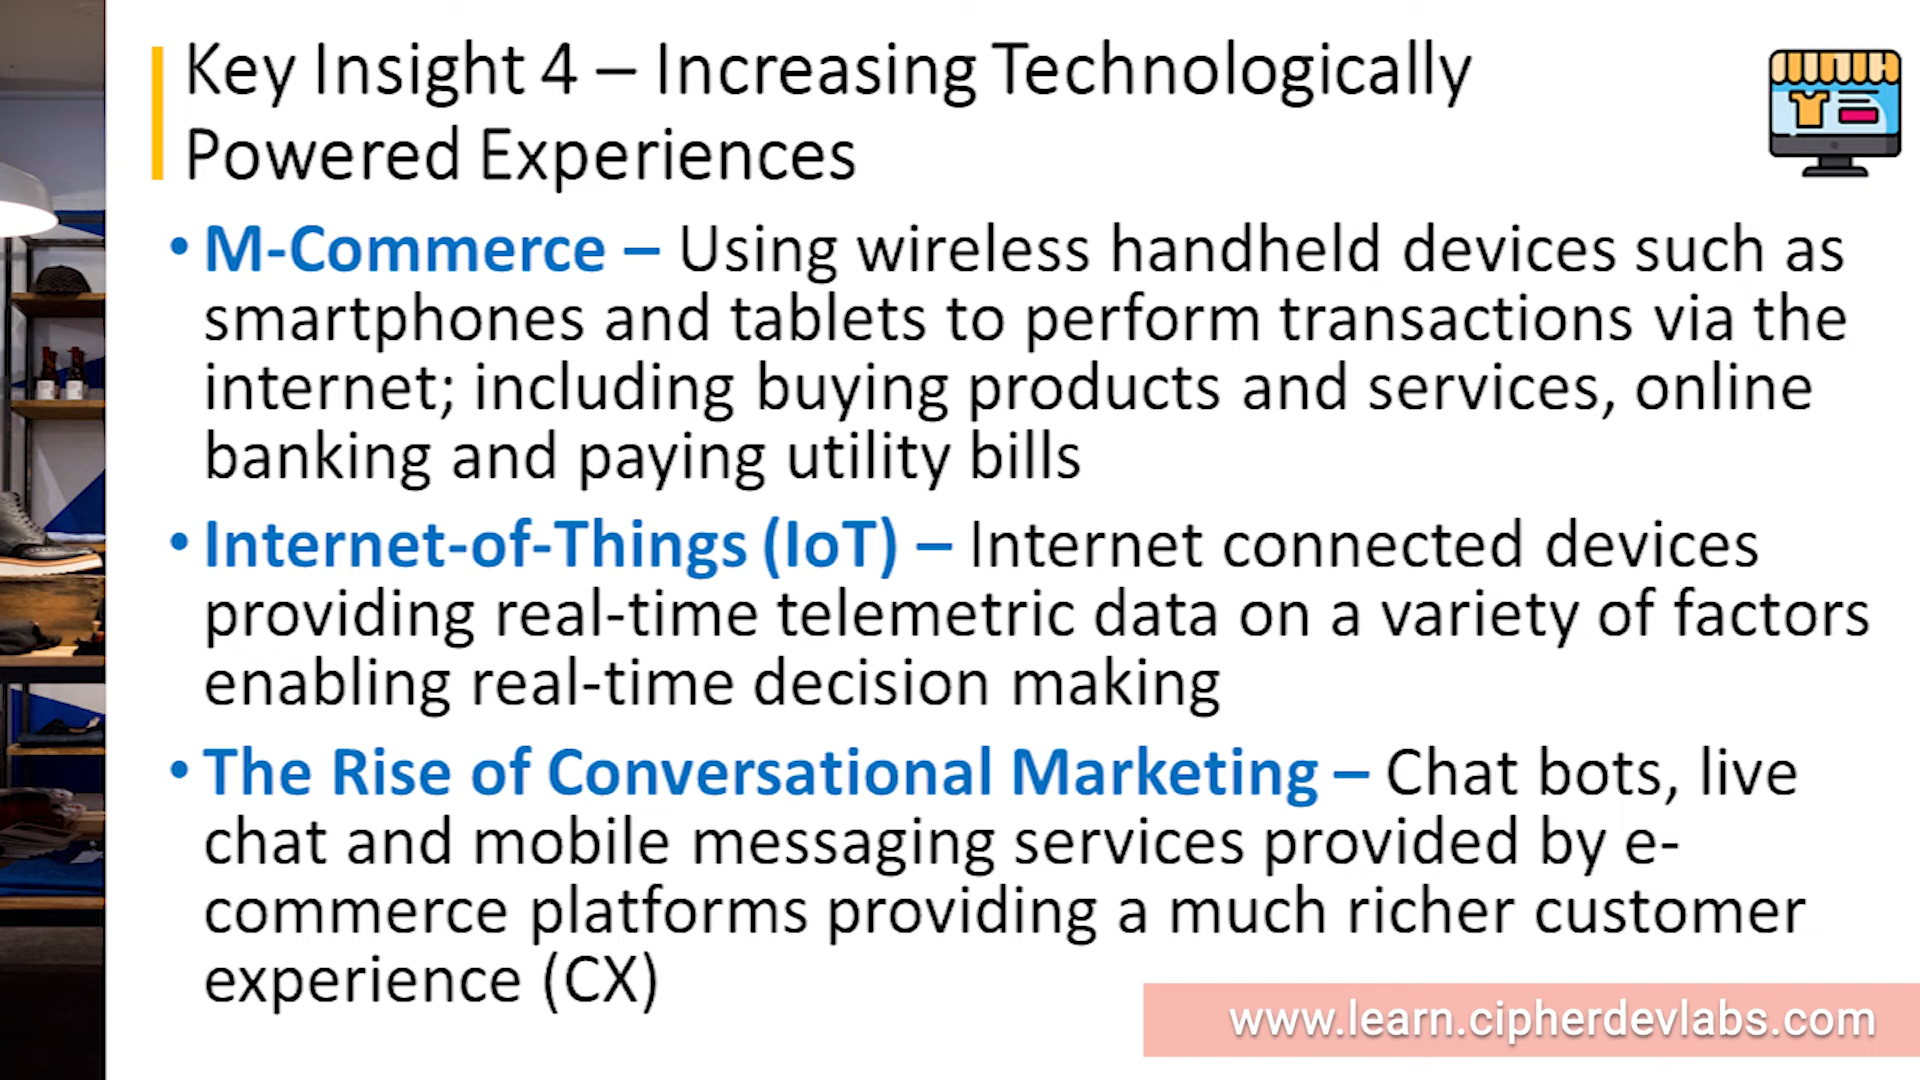 Key Insight 4 – Increasing Technologically
Powered Experiences
• M-Commerce – Using wireless handheld devices such as
smartphones and tablets to perform transactions via the
internet; including buying products and services, online
banking and paying utility bills
• Internet-of-Things (IoT) – Internet connected devices
providing real-time telemetric data on a variety of factors
enabling real-time decision making
• The Rise of Conversational Marketing – Chat bots, live
chat and mobile messaging services provided by e-
commerce platforms providing a much richer customer
experience (CX)
www.learn.cipherdevlabs.com